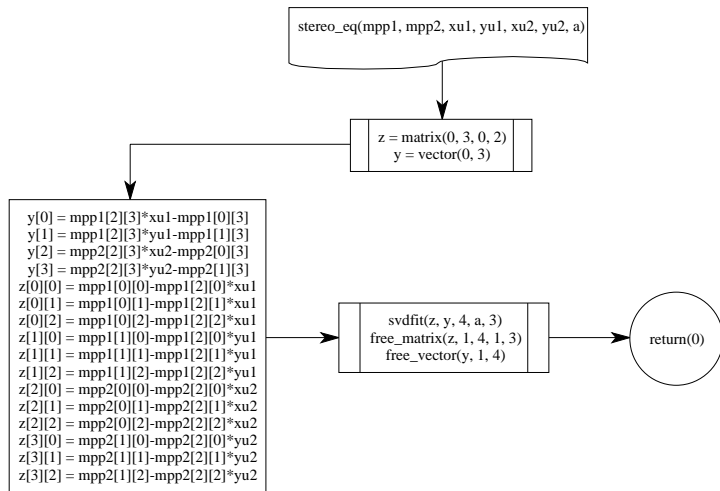 stereo_eq(mpp1, mpp2, xu1, yu1, xu2, yu2, a)
z = matrix(0, 3, 0, 2)
y = vector(0, 3)
y[0] = mpp1[2][3]*xu1-mpp1[0][3]
y[1] = mpp1[2][3]*yu1-mpp1[1][3]
y[2] = mpp2[2][3]*xu2-mpp2[0][3]
y[3] = mpp2[2][3]*yu2-mpp2[1][3]
z[0][0] = mpp1[0][0]-mpp1[2][0]*xu1
z[0][1] = mpp1[0][1]-mpp1[2][1]*xu1
z[0][2] = mpp1[0][2]-mpp1[2][2]*xu1
z[1][0] = mpp1[1][0]-mpp1[2][0]*yu1
z[1][1] = mpp1[1][1]-mpp1[2][1]*yu1
z[1][2] = mpp1[1][2]-mpp1[2][2]*yu1
z[2][0] = mpp2[0][0]-mpp2[2][0]*xu2
z[2][1] = mpp2[0][1]-mpp2[2][1]*xu2
z[2][2] = mpp2[0][2]-mpp2[2][2]*xu2
z[3][0] = mpp2[1][0]-mpp2[2][0]*yu2
z[3][1] = mpp2[1][1]-mpp2[2][1]*yu2
z[3][2] = mpp2[1][2]-mpp2[2][2]*yu2
svdfit(z, y, 4, a, 3)
free_matrix(z, 1, 4, 1, 3)
free_vector(y, 1, 4)
return(0)